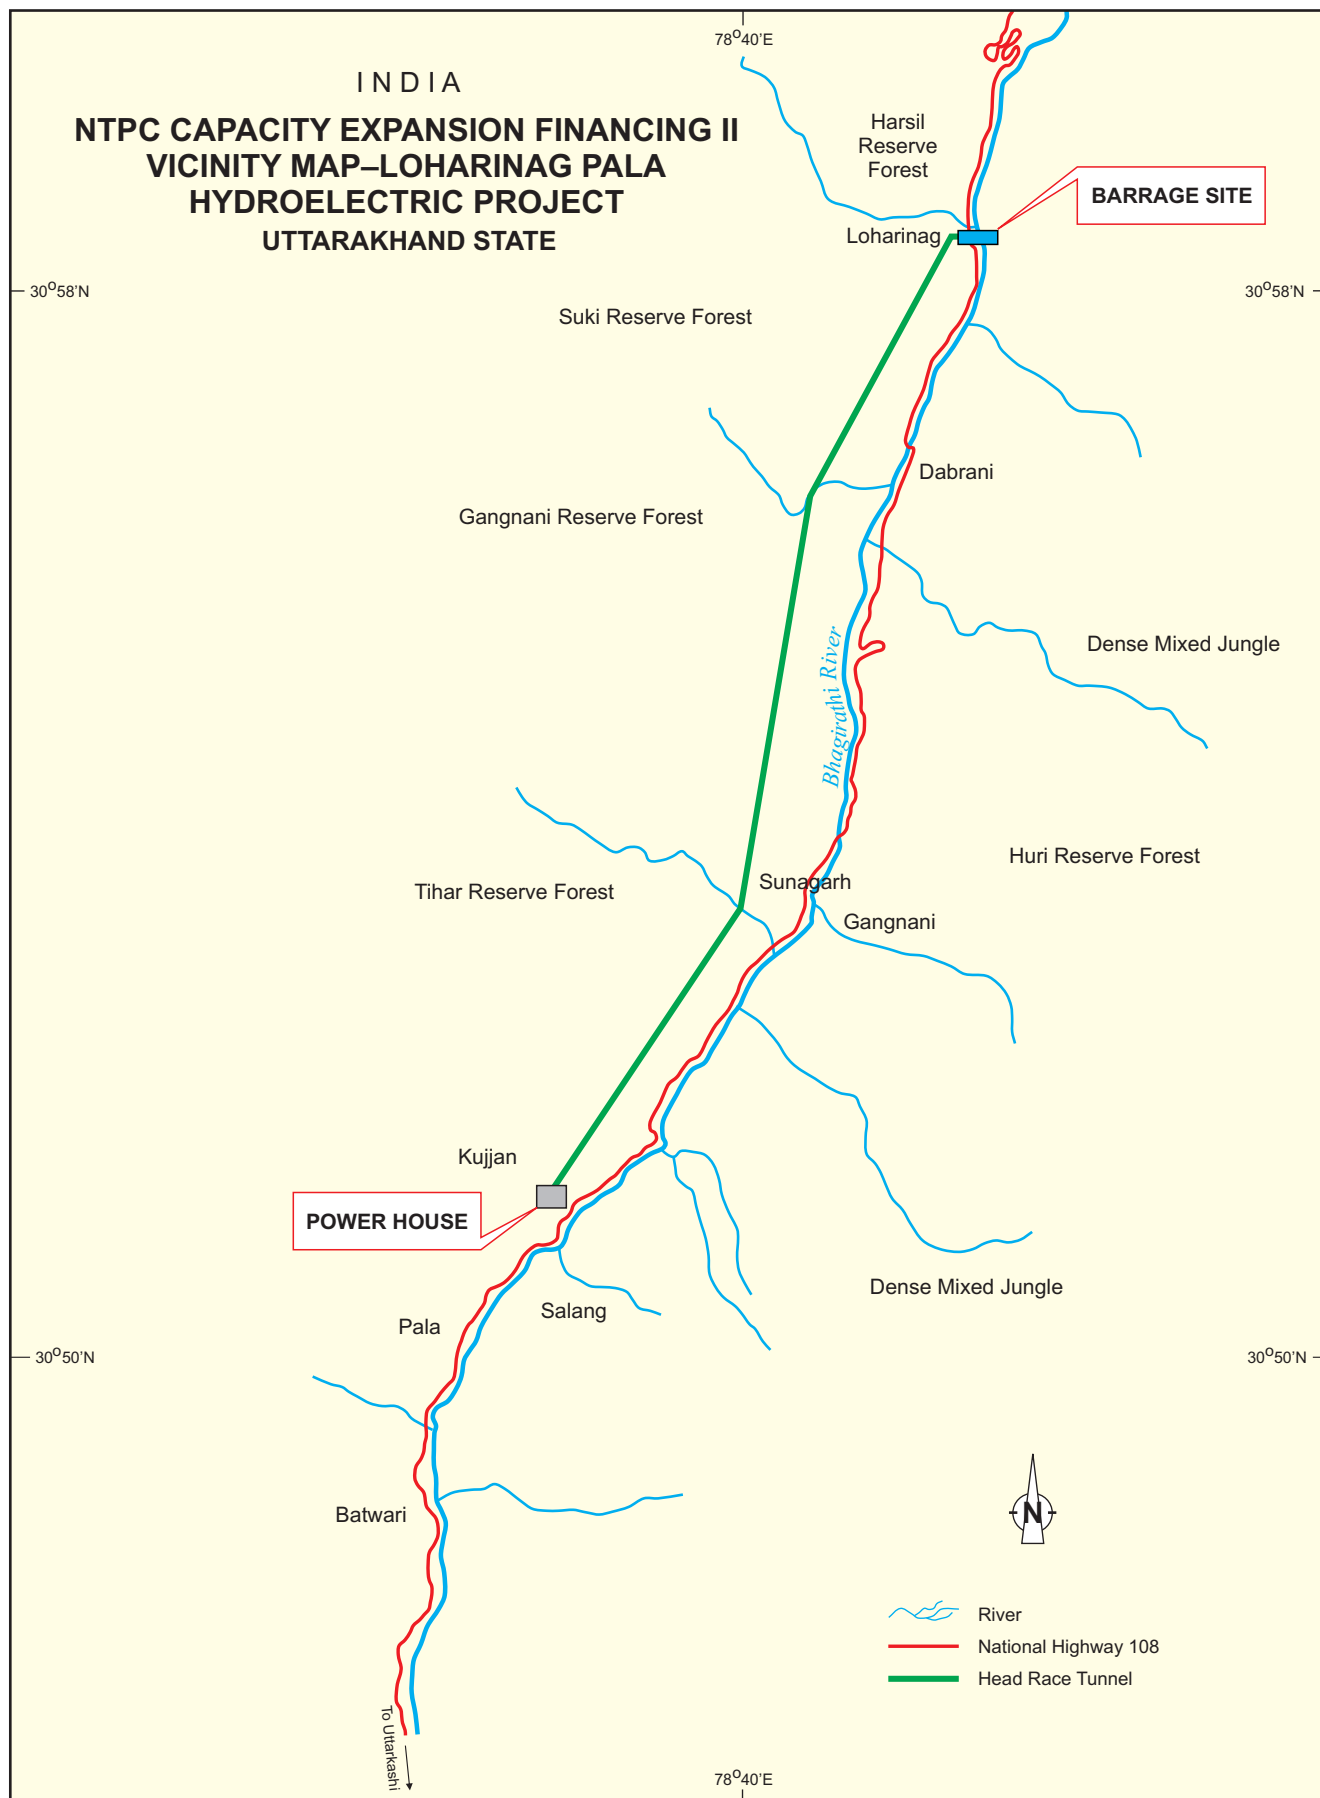 78°40'E
INDIA
NTPC CAPACITY EXPANSION FINANCING II
VICINITY MAP–LOHARINAG PALA
HYDROELECTRIC PROJECT
UTTARAKHAND STATE
Harsil
Reserve
Forest
BARRAGE SITE
Loharinag
30°58'N
30°58'N
Suki Reserve Forest
Dabrani
Gangnani Reserve Forest
Dense Mixed Jungle
Bhagirathi River
Huri Reserve Forest
Sunagarh
Tihar Reserve Forest
Gangnani
Kujjan
POWER HOUSE
Dense Mixed Jungle
Salang
Pala
30°50'N
30°50'N
Batwari
N
River
National Highway 108
Head Race Tunnel
To Uttarkashi
78°40'E